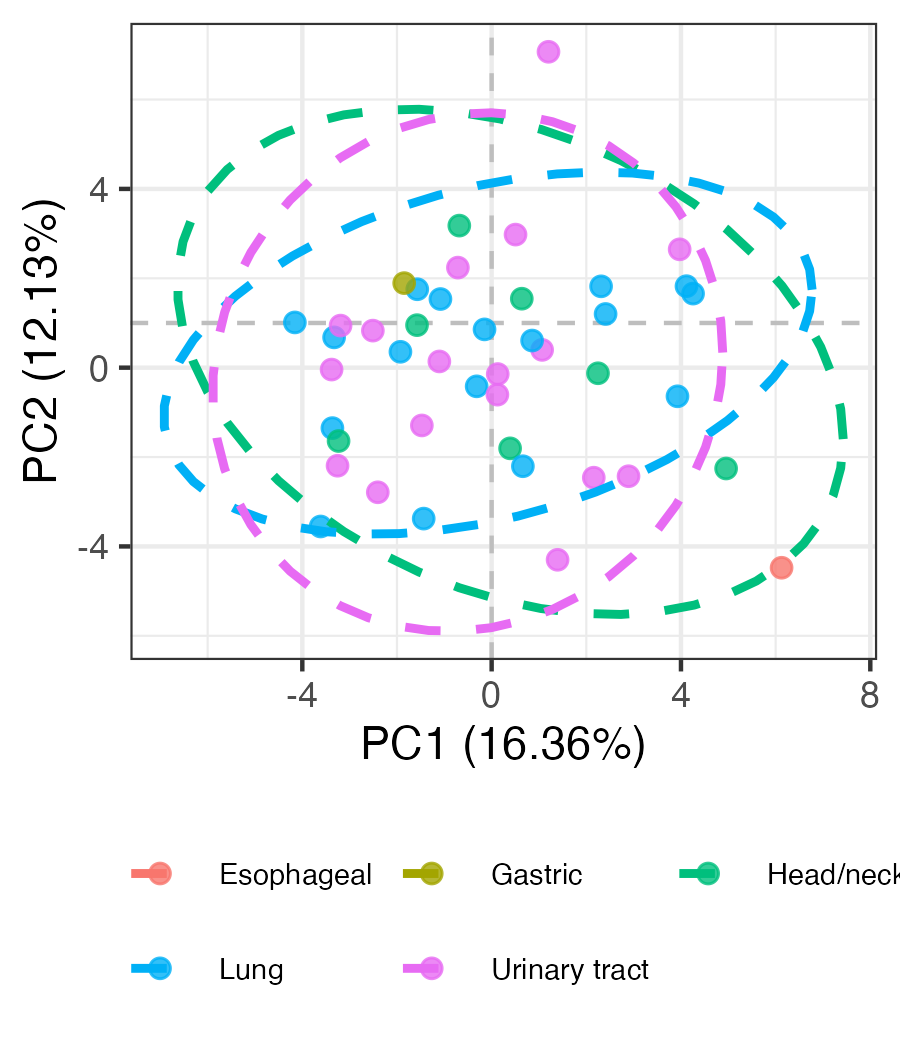 PC2 (12.13%)
4
0
-4
-4 0 4 8
PC1 (16.36%)
Esophageal Gastric Head/neck
Lung Urinary tract